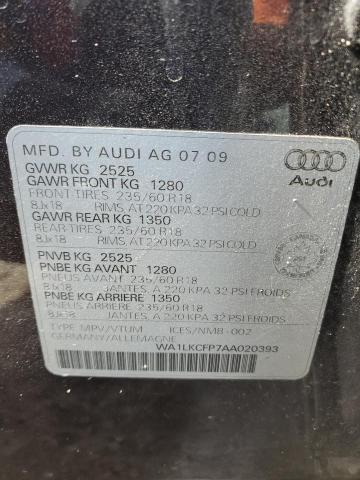 MFD. BY AUDI AG 07 09
GVWR KG 2525
GAWR FRONT KG 1280
FRONT TIRES 235/60 R18
8Jx18 RIMS AT 220 KPA 32 PSI COLD
GAWR REAR KG 1350
REAR TIRES 235/60 R18
8Jx18 RIMS AT 220 KPA 32 PSI COLD
Audi
PNVB KG 2525
PNBE KG AVANT 1280
PNEUS AVANT 235/60 R18
8Jx18 JANTES, A 220 KPA 32 PSI FROIDS
PNBE KG ARRIERE 1350
PNEUS ARRIERE 235/60 R18
8Jx18 JANTES, A 220 KPA 32 PSI FROIDS
TYPE MPV/VTUM ICES/NMB-002
GERMANY/ALLEMAGNE WA1LKCFP7AA020393